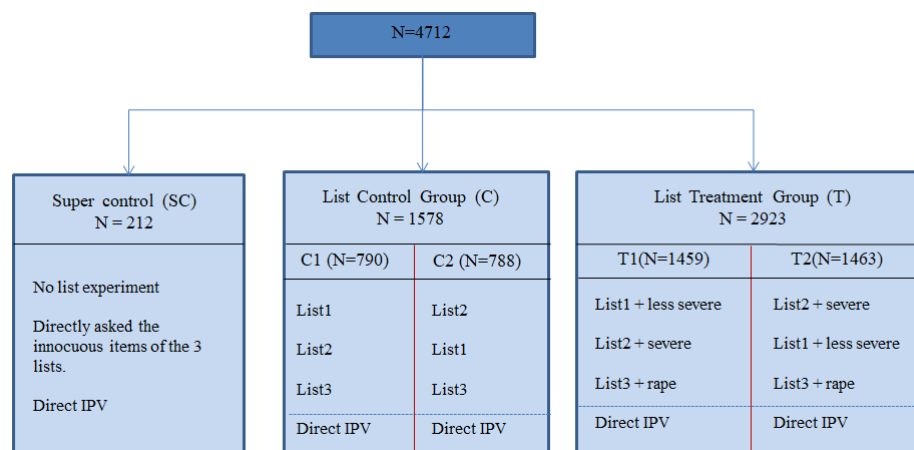 N=4712
Super control (SC)
N = 212
No list experiment
Directly asked the
innocuous items of the 3
lists.
Direct IPV
List Control Group (C)
N = 1578
C1 (N=790)
List1
List2
List3
Direct IPV
C2 (N=788)
List2
List1
List3
Direct IPV
List Treatment Group (T)
N = 2923
T1(N=1459)
List1 + less severe
List2 + severe
List3 + rape
Direct IPV
T2(N=1463)
List2 + severe
List1 + less severe
List3 + rape
Direct IPV